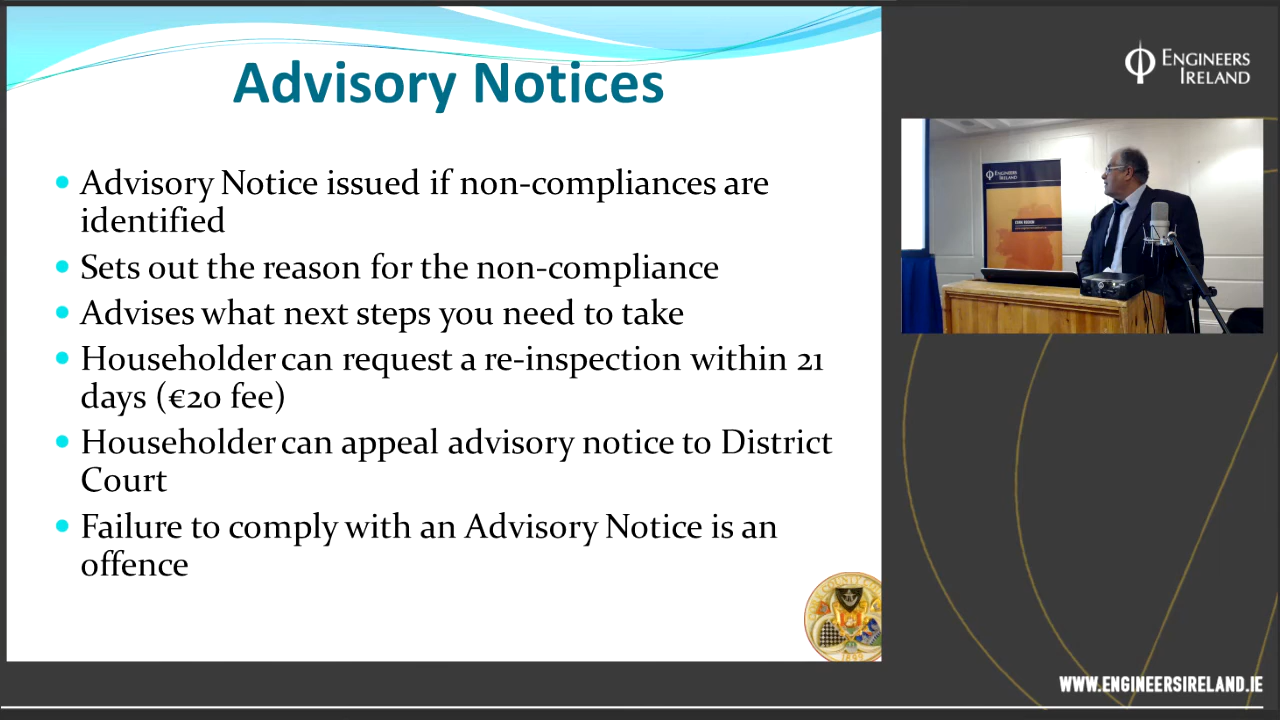 Advisory Notices
Advisory Notice issued if non-compliances are
identified
Sets out the reason for the non-compliance
Advises what next steps you need to take
Householder can request a re-inspection within 21
days (€20 fee)
Householder can appeal advisory notice to District
Court
Failure to comply with an Advisory Notice is an
offence
ENGINEERS
IRELAND
ENGINEERS
IRELAND
WWW.ENGINEERSIRELAND.IE